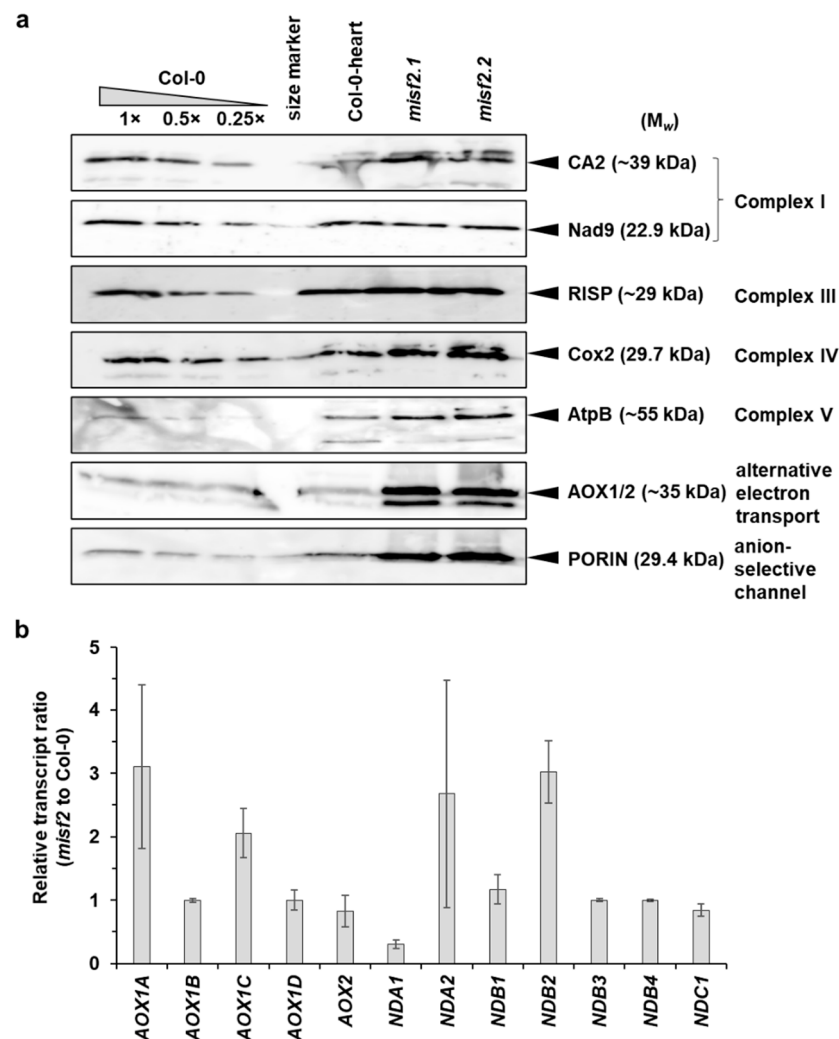 a
Col-0
1× 0.5× 0.25×
size marker
Col-0-heart
misf2.1
misf2.2
(Mw)
CA2 (~39 kDa)
Complex I
Nad9 (22.9 kDa)
RISP (~29 kDa) Complex III
Cox2 (29.7 kDa) Complex IV
AtpB (~55 kDa) Complex V
AOX1/2 (~35 kDa)
alternative
electron
transport
PORIN (29.4 kDa)
anion-
selective
channel
b
Relative transcript ratio
(misf2 to Col-0)
5
4
3
2
1
0
AOX1A
AOX1B
AOX1C
AOX1D
AOX2
NDA1
NDA2
NDB1
NDB2
NDB3
NDB4
NDC1